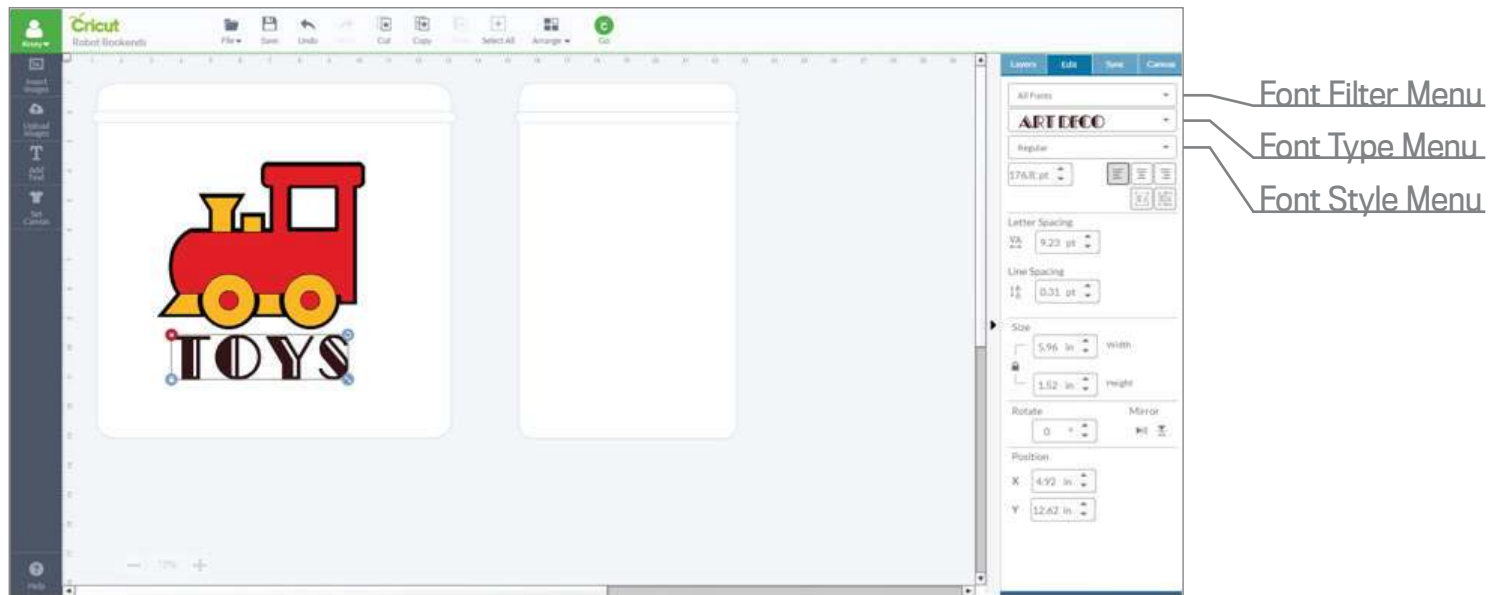 Cricut
Robot Bookends
File
Save
Undo
Cut
Copy
Select All
Arrange
C
Go
Insert
Images
Upload
Images
T
Add
Text
Set
Canvas
Help
TOYS
Layers
Edit
Sync
Canvas
All Fonts
ART DECO
Regular
176.8 pt
Letter Spacing
VA
9.23 pt
Line Spacing
0.31 pt
Size
5.96 in
Width
1.52 in
Height
Rotate
Mirror
0 °
Position
X 4.92 in
Y 12.62 in
Font Filter Menu
Font Type Menu
Font Style Menu